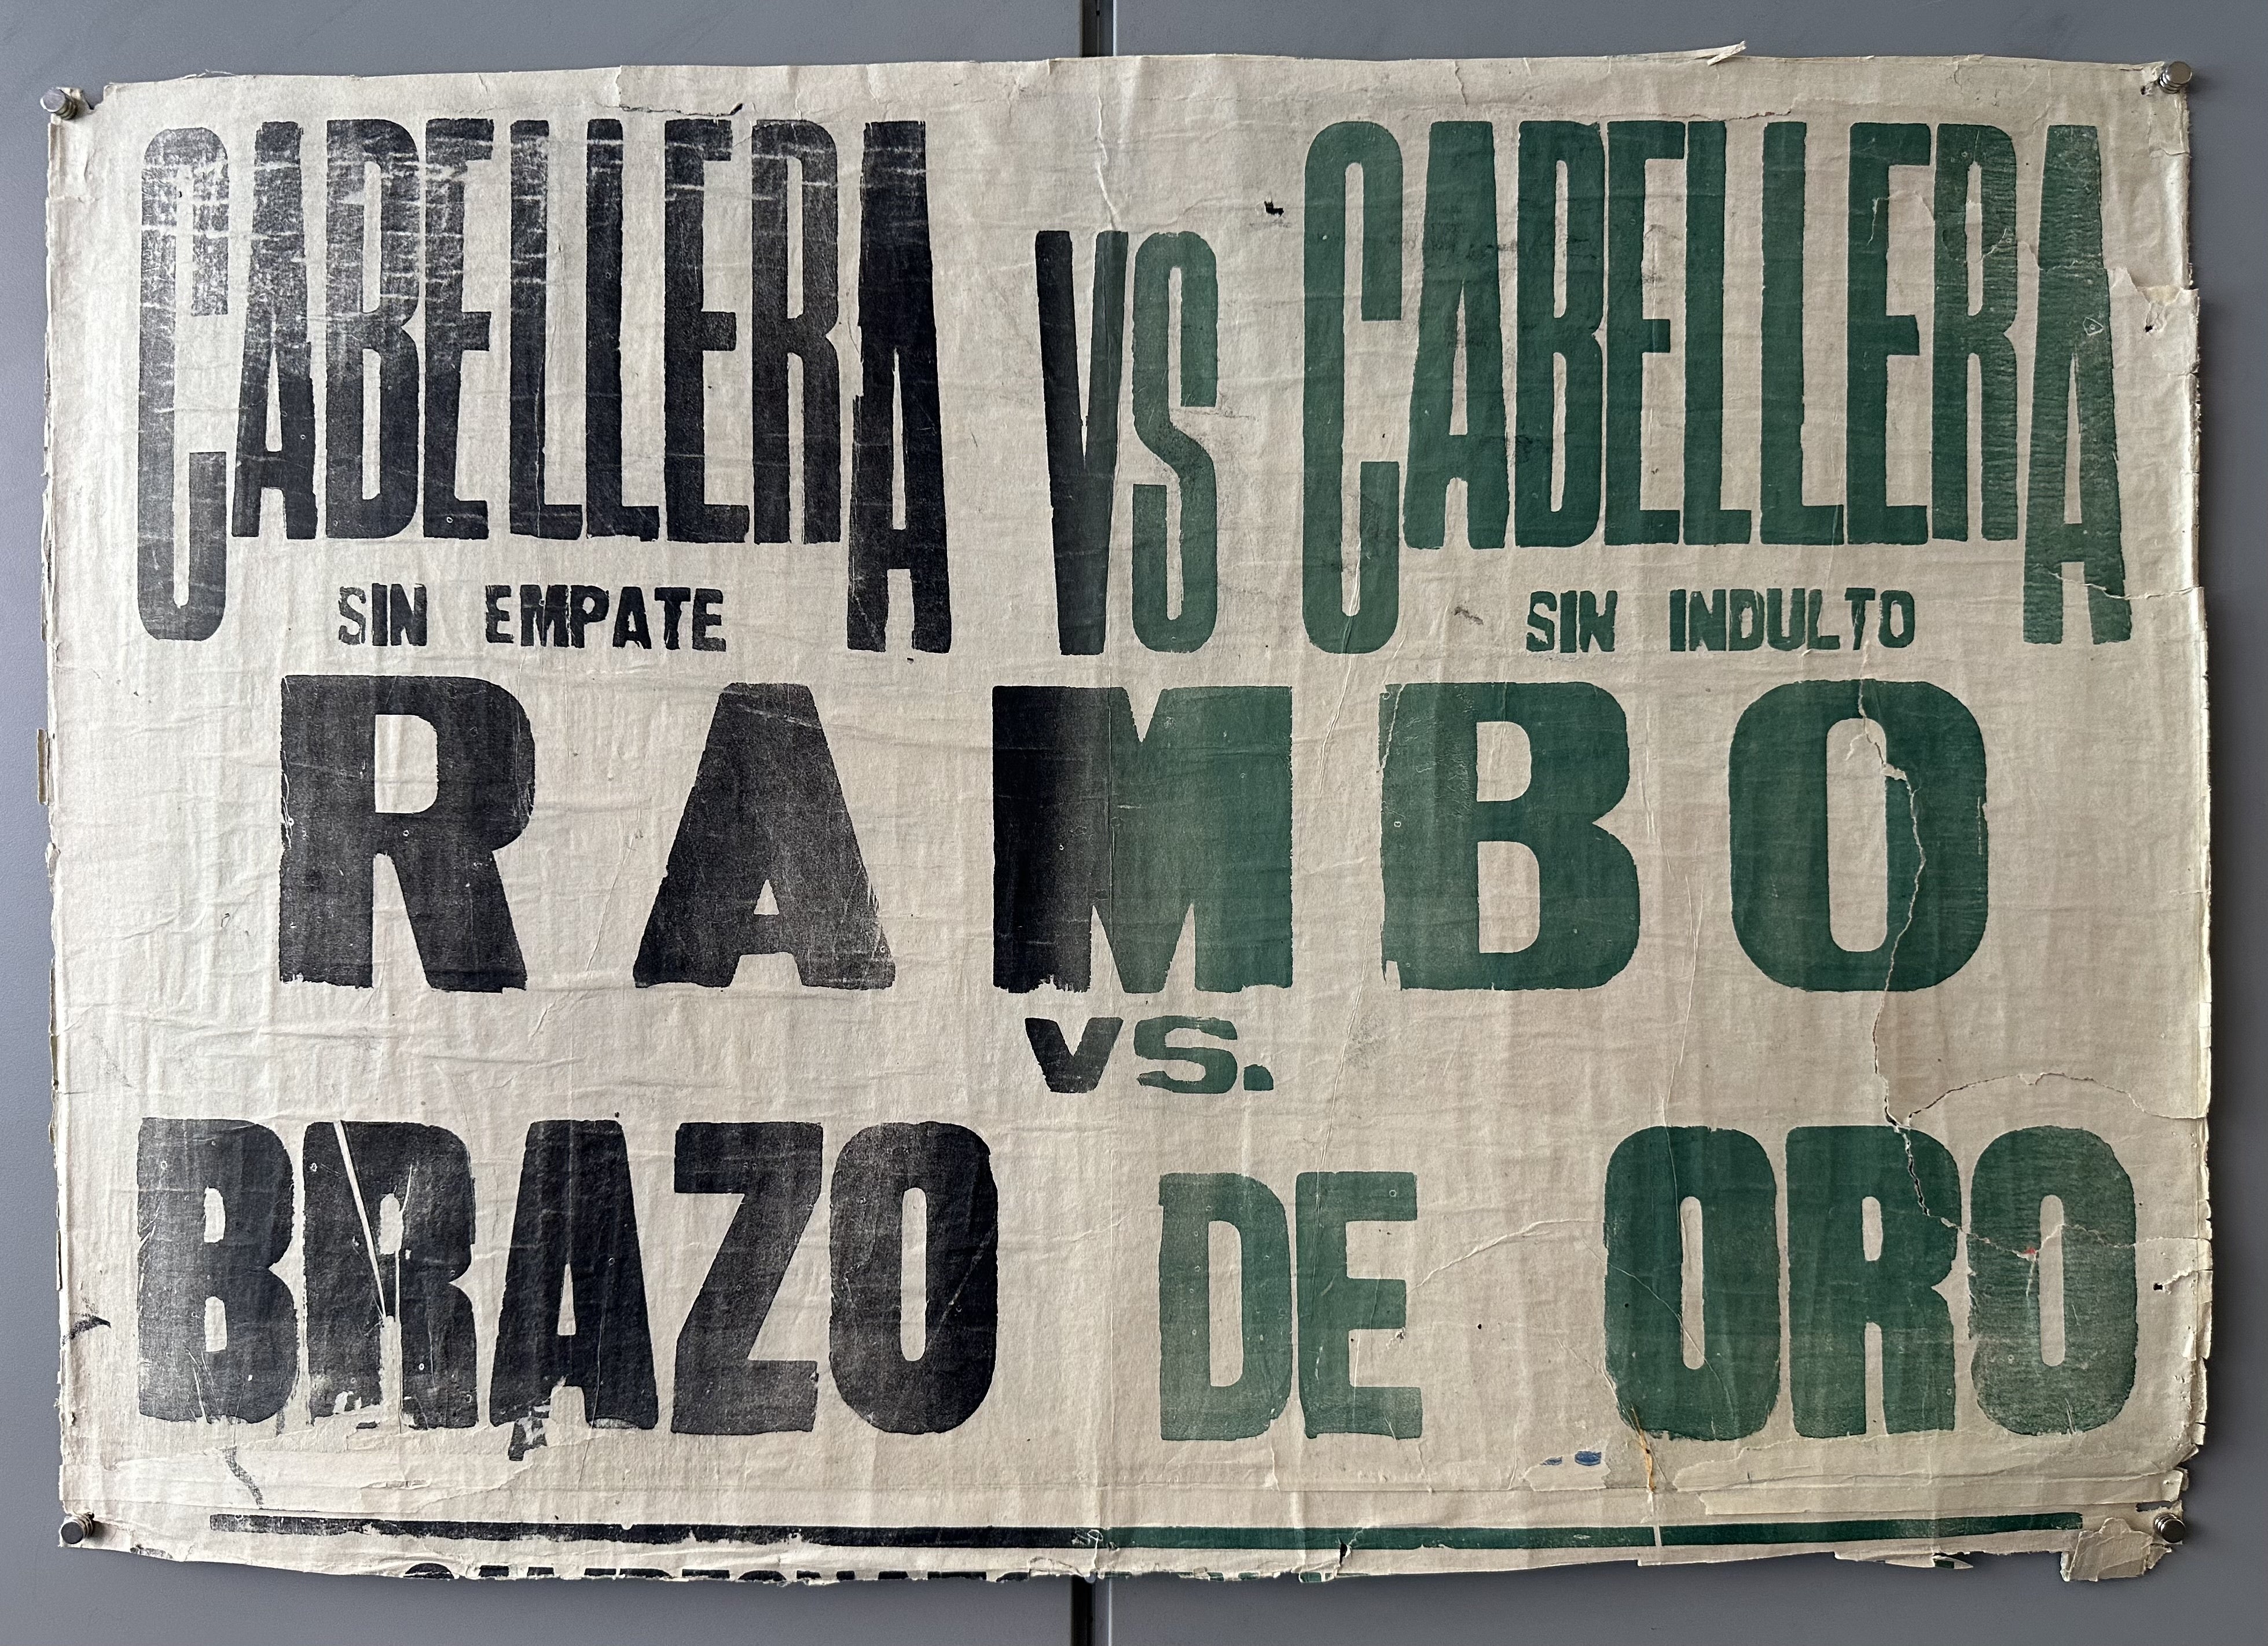 CABELLERA VS CABELLERA
SIN EMPATE SIN INDULTO
RAMBO
VS.
BRAZO DE ORO